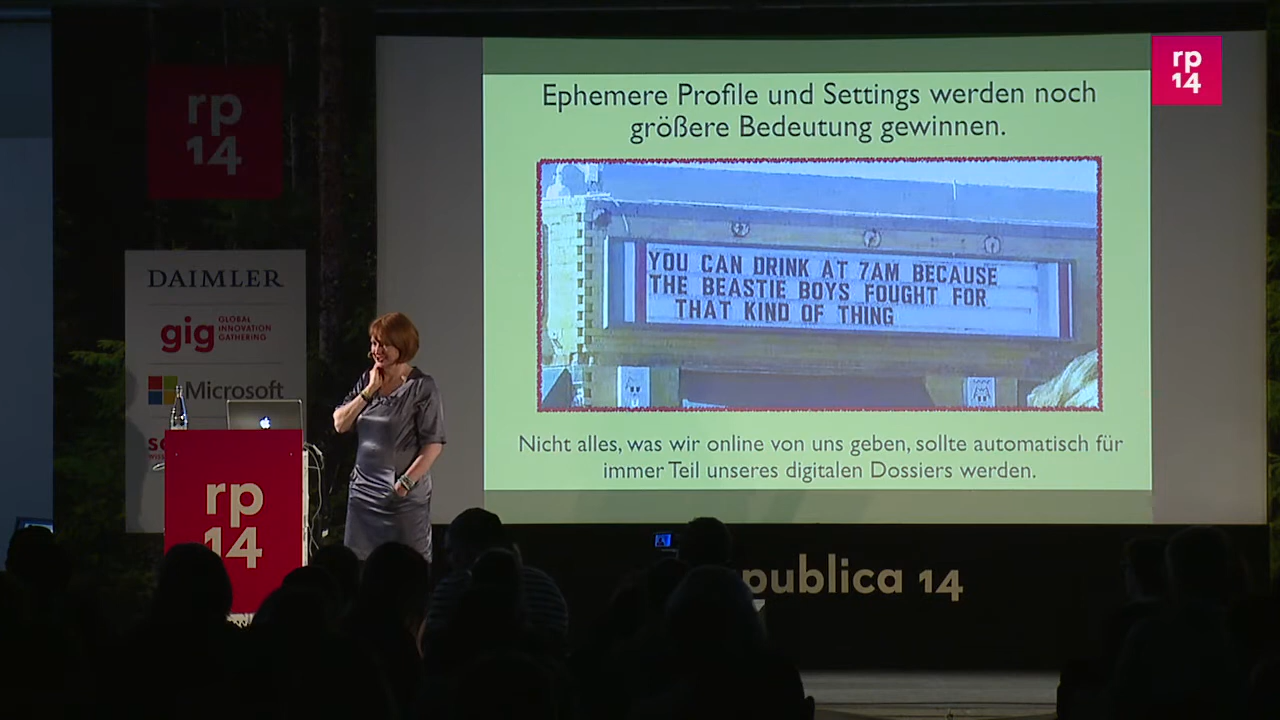 rp
14
DAIMLER
gig GLOBAL
INNOVATION
GATHERING
Microsoft
rp
14
Ephemere Profile und Settings werden noch
größere Bedeutung gewinnen.
YOU CAN DRINK AT 7AM BECAUSE
THE BEASTIE BOYS FOUGHT FOR
THAT KIND OF THING
Nicht alles, was wir online von uns geben, sollte automatisch für
immer Teil unseres digitalen Dossiers werden.
rp
14
publica 14